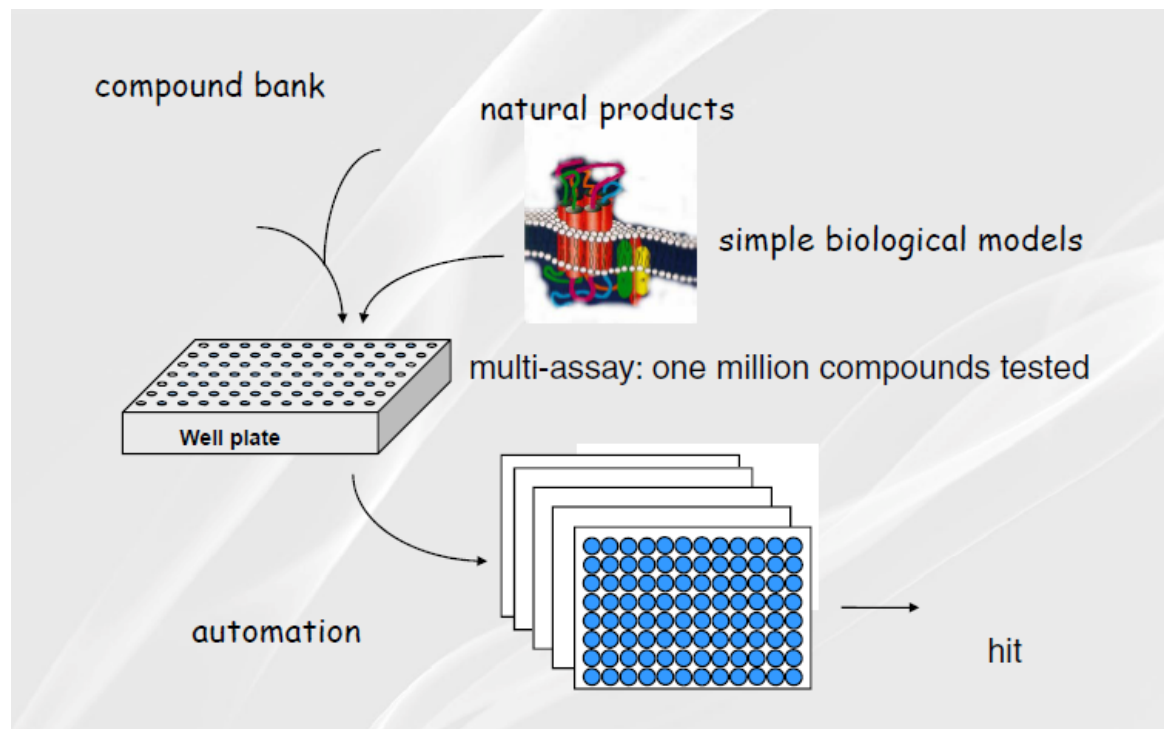 compound bank
natural products
simple biological models
multi-assay: one million compounds tested
Well plate
automation
hit